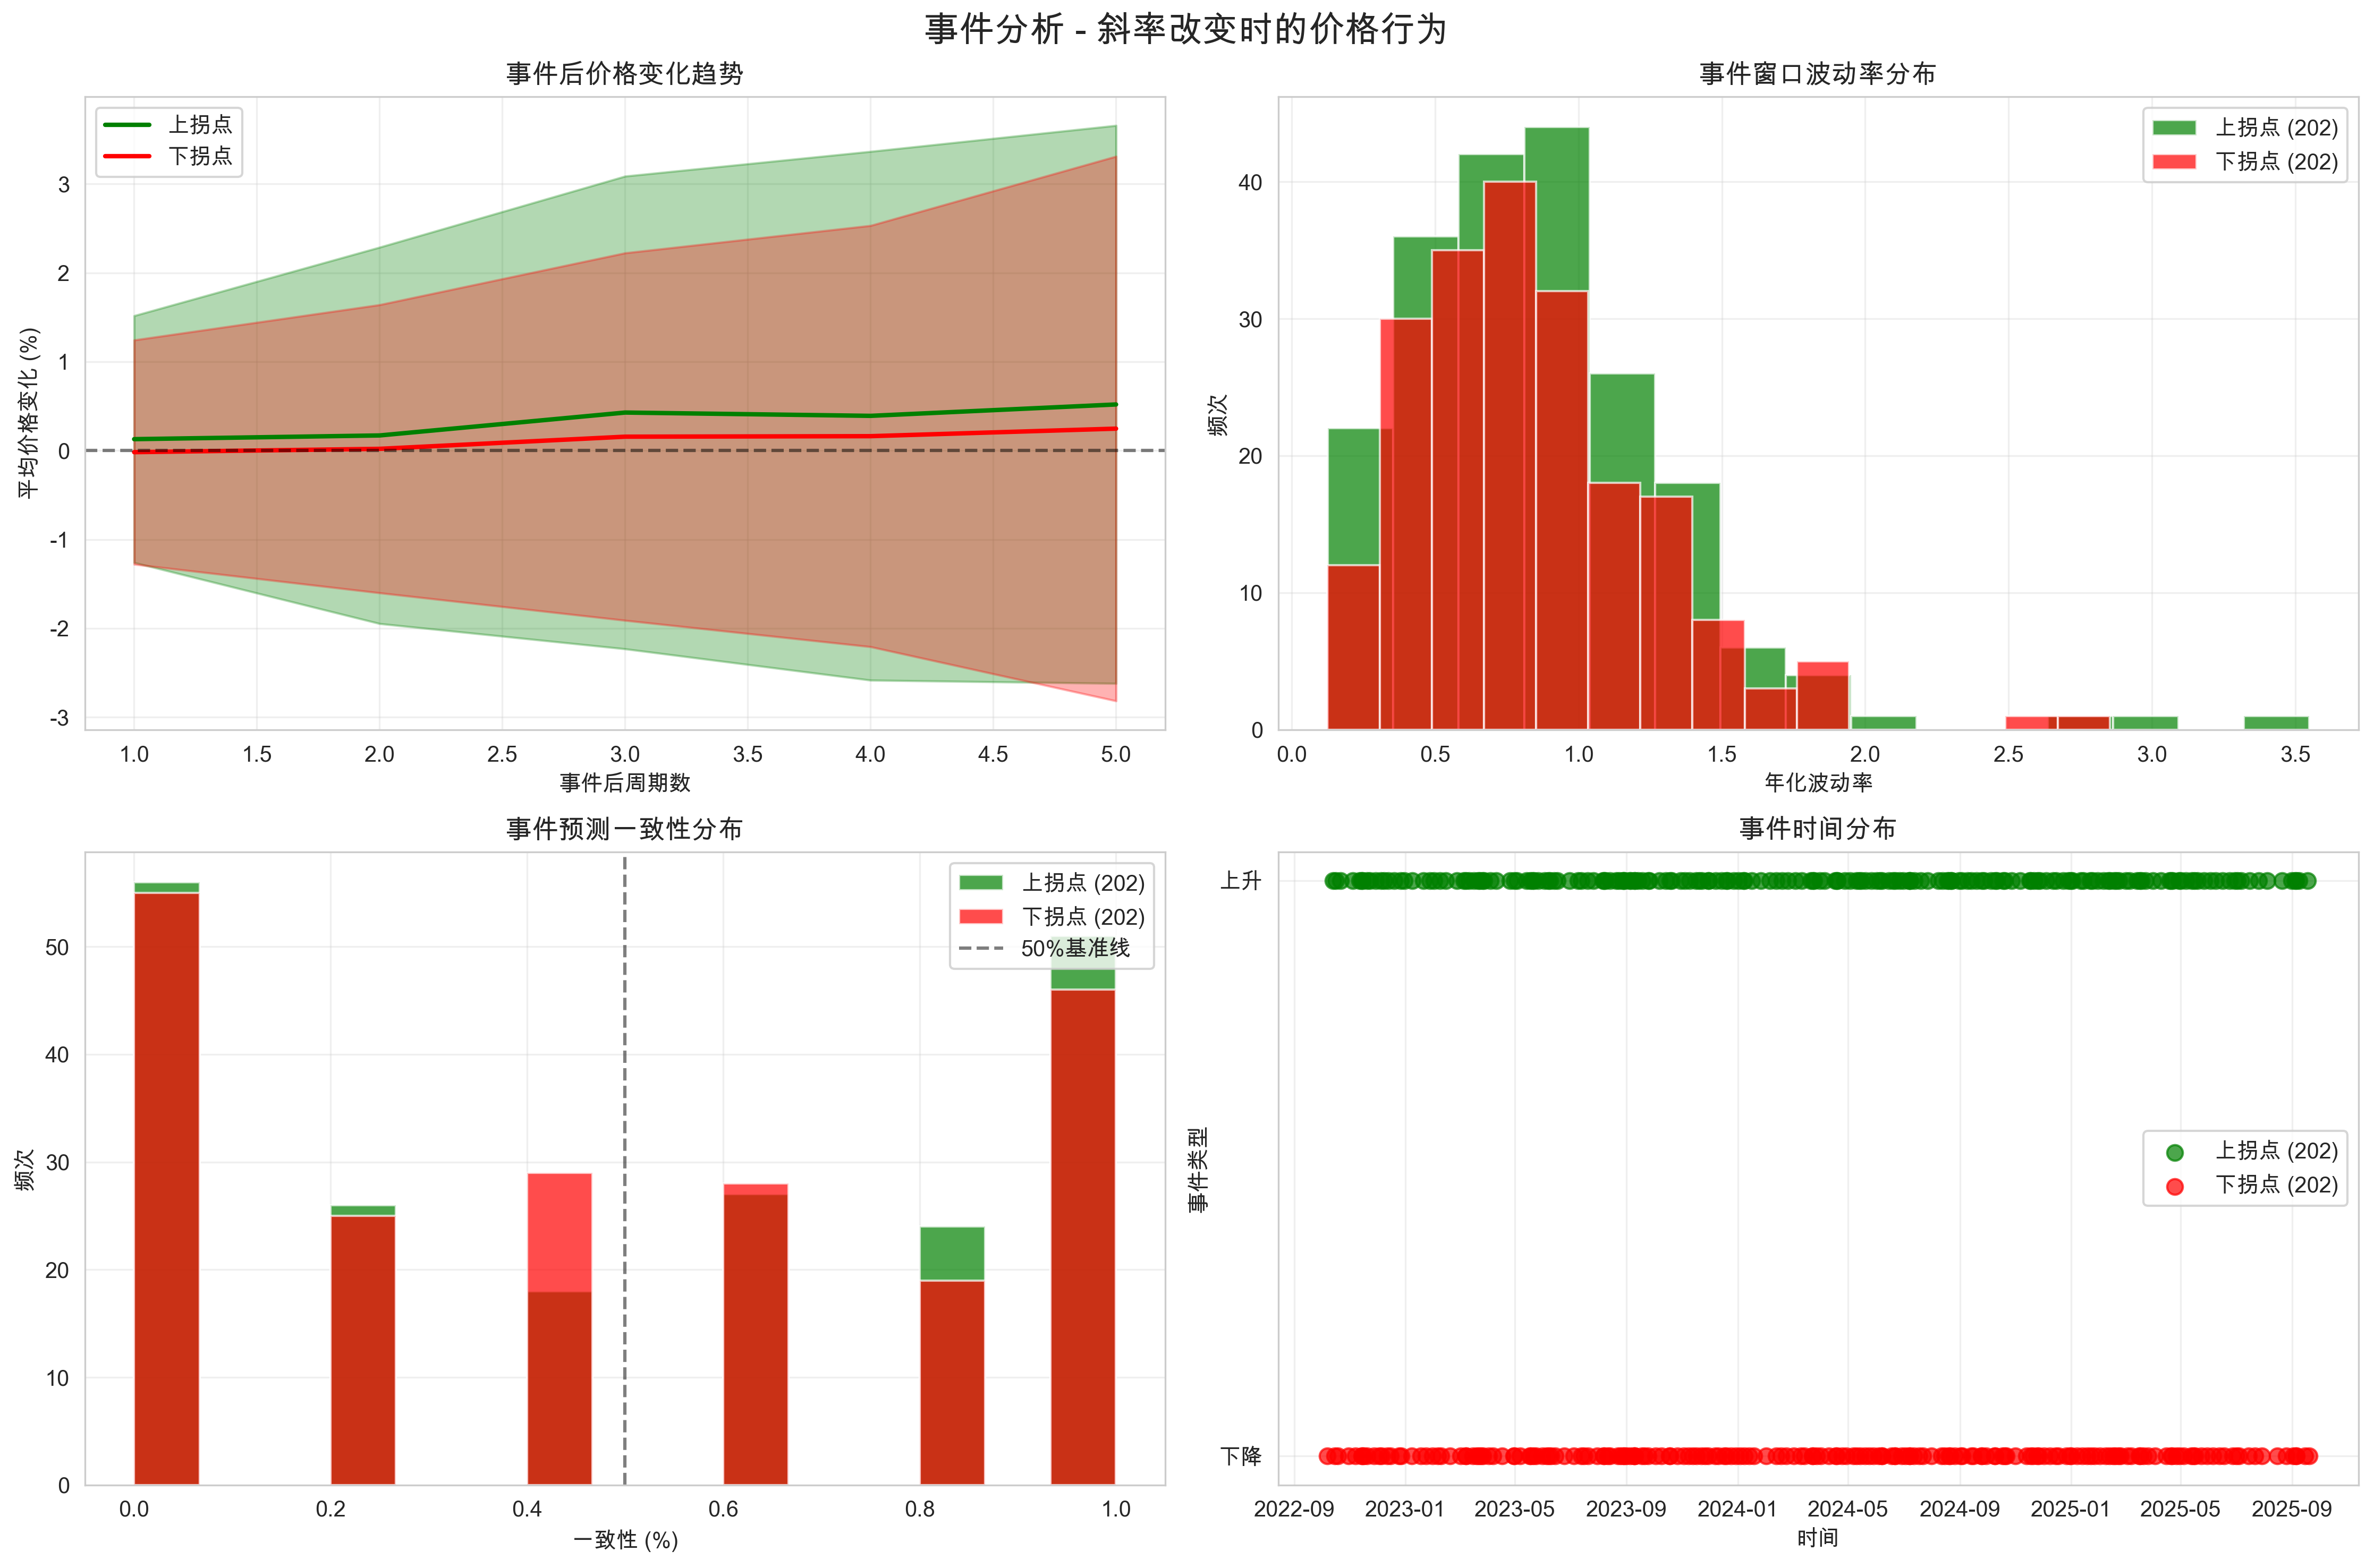 事件分析 - 斜率改变时的价格行为
事件后价格变化趋势
上拐点
下拐点
3
2
1
0
-1
-2
-3
平均价格变化 (%)
1.0 1.5 2.0 2.5 3.0 3.5 4.0 4.5 5.0
事件后周期数
事件窗口波动率分布
上拐点 (202)
下拐点 (202)
40
30
20
10
0
频次
0.0 0.5 1.0 1.5 2.0 2.5 3.0 3.5
年化波动率
事件预测一致性分布
上拐点 (202)
下拐点 (202)
50%基准线
50
40
30
20
10
0
频次
0.0 0.2 0.4 0.6 0.8 1.0
一致性 (%)
事件时间分布
上升
下降
事件类型
上拐点 (202)
下拐点 (202)
2022-09 2023-01 2023-05 2023-09 2024-01 2024-05 2024-09 2025-01 2025-05 2025-09
时间